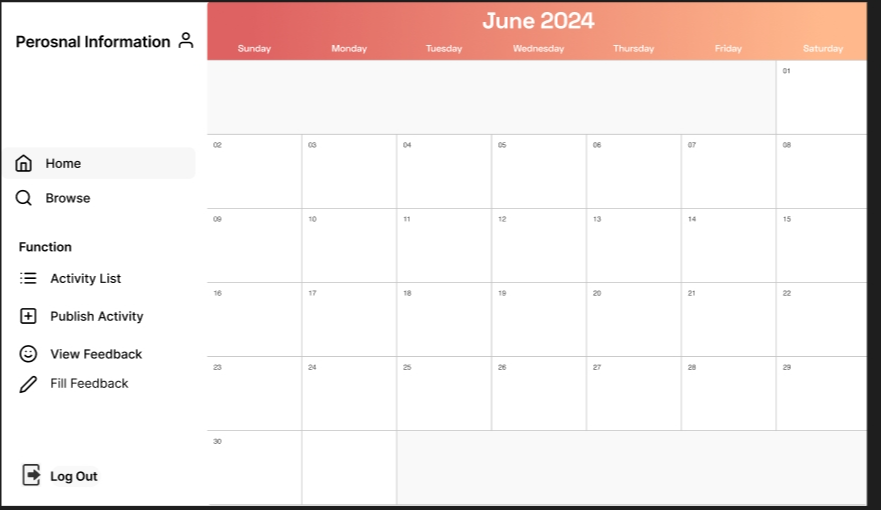 Perosnal Information
Home
Browse
Function
Activity List
Publish Activity
View Feedback
Fill Feedback
Log Out
June 2024
Sunday Monday Tuesday Wednesday Thursday Friday Saturday
01
02 03 04 05 06 07 08
09 10 11 12 13 14 15
16 17 18 19 20 21 22
23 24 25 26 27 28 29
30